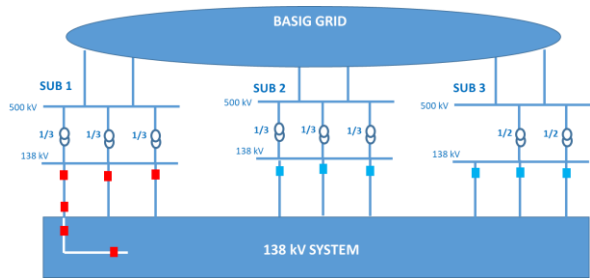 BASIG GRID
SUB 1
SUB 2
SUB 3
500 kV
500 kV
500 kV
1/3
1/3
1/3
1/3
1/3
1/3
1/2
1/2
138 kV
138 kV
138 kV
138 kV SYSTEM